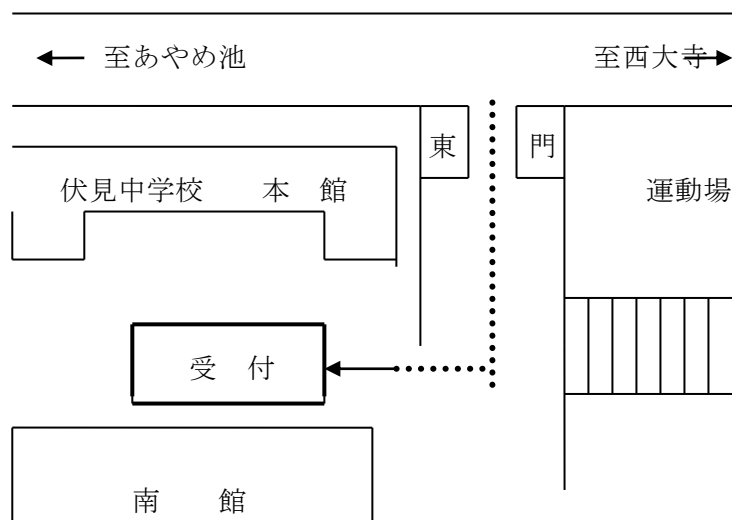 至あやめ池　至西大寺
東　門
伏見中学校　本　館　運動場
受　付
南　館